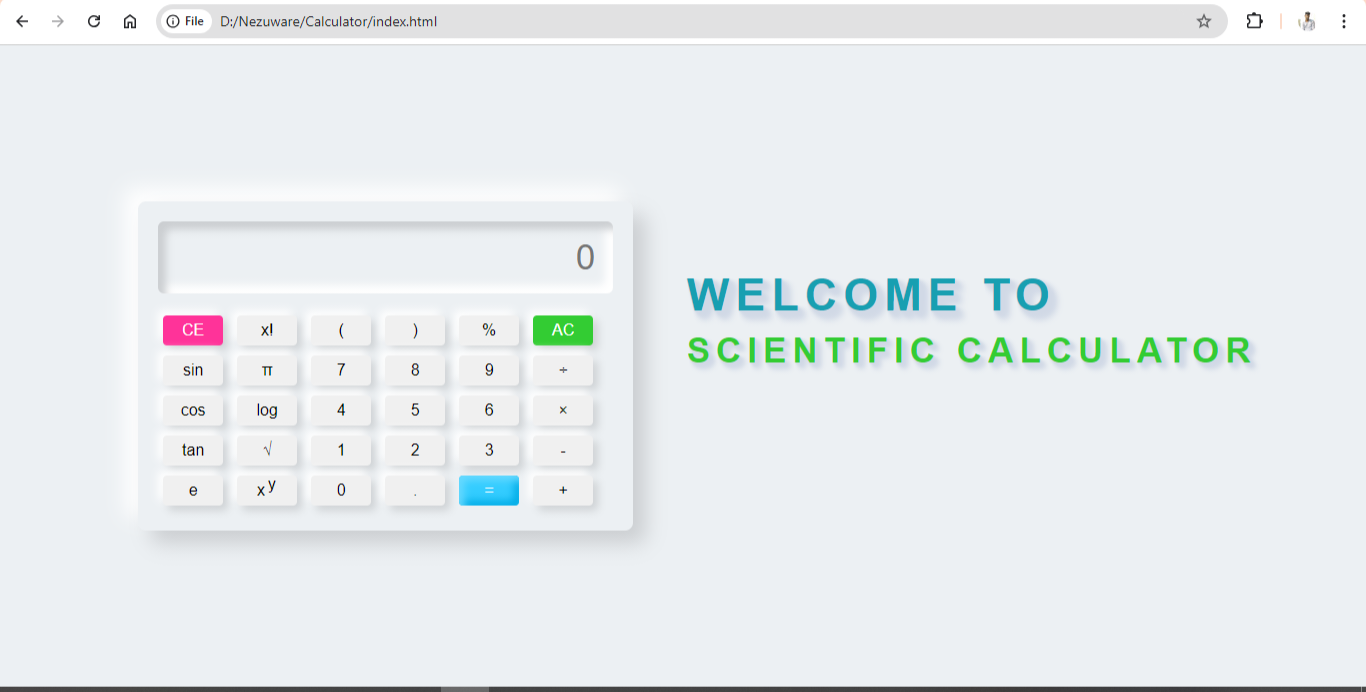 File D:/Nezuware/Calculator/index.html
0
WELCOME TO
SCIENTIFIC CALCULATOR
CE x! ( ) % AC
sin π 7 8 9 ÷
cos log 4 5 6 ×
tan √ 1 2 3 -
e x y 0 . = +